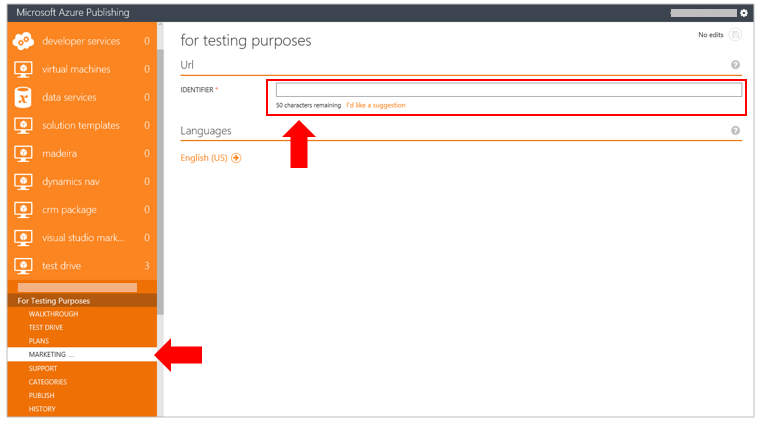 Microsoft Azure Publishing
developer services 0
virtual machines 0
data services 0
solution templates 0
madeira 0
dynamics nav 0
crm package 0
visual studio mark... 0
test drive 3
For Testing Purposes
WALKTHROUGH
TEST DRIVE
PLANS
MARKETING ...
SUPPORT
CATEGORIES
PUBLISH
HISTORY
for testing purposes
No edits
Url
?
IDENTIFIER *
50 characters remaining I'd like a suggestion
Languages
?
English (US)